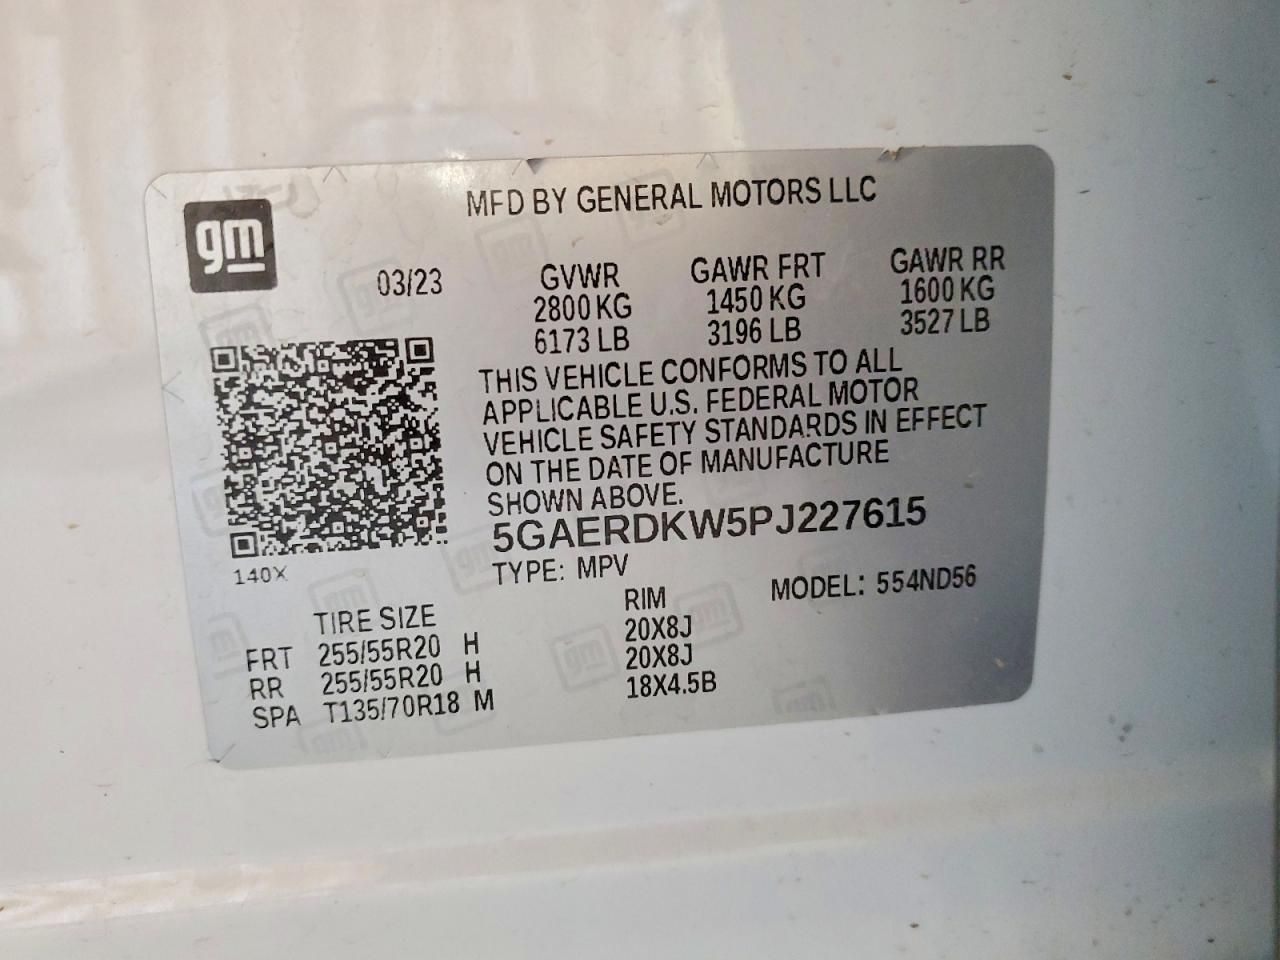 gm
MFD BY GENERAL MOTORS LLC
03/23 GVWR GAWR FRT GAWR RR
2800 KG 1450 KG 1600 KG
6173 LB 3196 LB 3527 LB
THIS VEHICLE CONFORMS TO ALL
APPLICABLE U.S. FEDERAL MOTOR
VEHICLE SAFETY STANDARDS IN EFFECT
ON THE DATE OF MANUFACTURE
SHOWN ABOVE.
5GAERDKW5PJ227615
140X
TYPE: MPV
MODEL: 554ND56
TIRE SIZE RIM
FRT 255/55R20 H 20X8J
RR 255/55R20 H 20X8J
SPA T135/70R18 M 18X4.5B